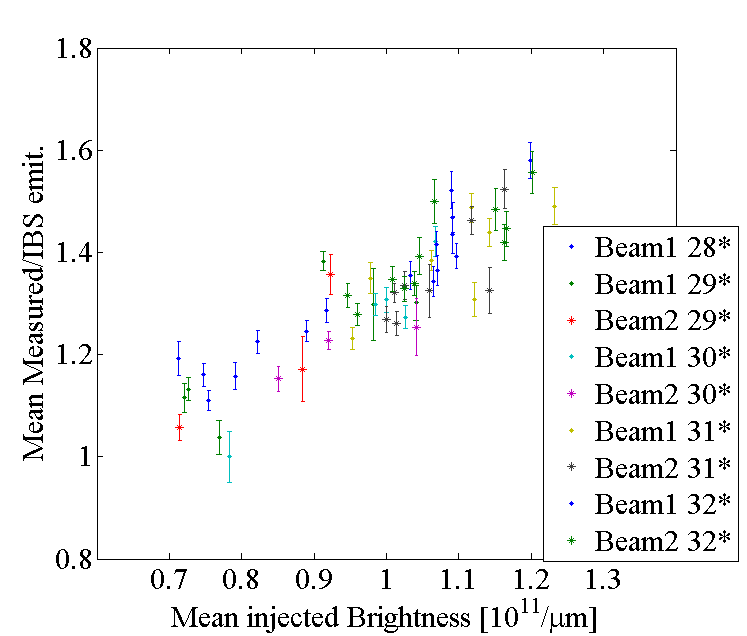 1.8
1.6
1.4
1.2
1
0.8
Mean Measured/IBS emit.
0.7 0.8 0.9 1 1.1 1.2 1.3
Mean injected Brightness [10¹¹/μm]
Beam1 28*
Beam1 29*
Beam2 29*
Beam1 30*
Beam2 30*
Beam1 31*
Beam2 31*
Beam1 32*
Beam2 32*